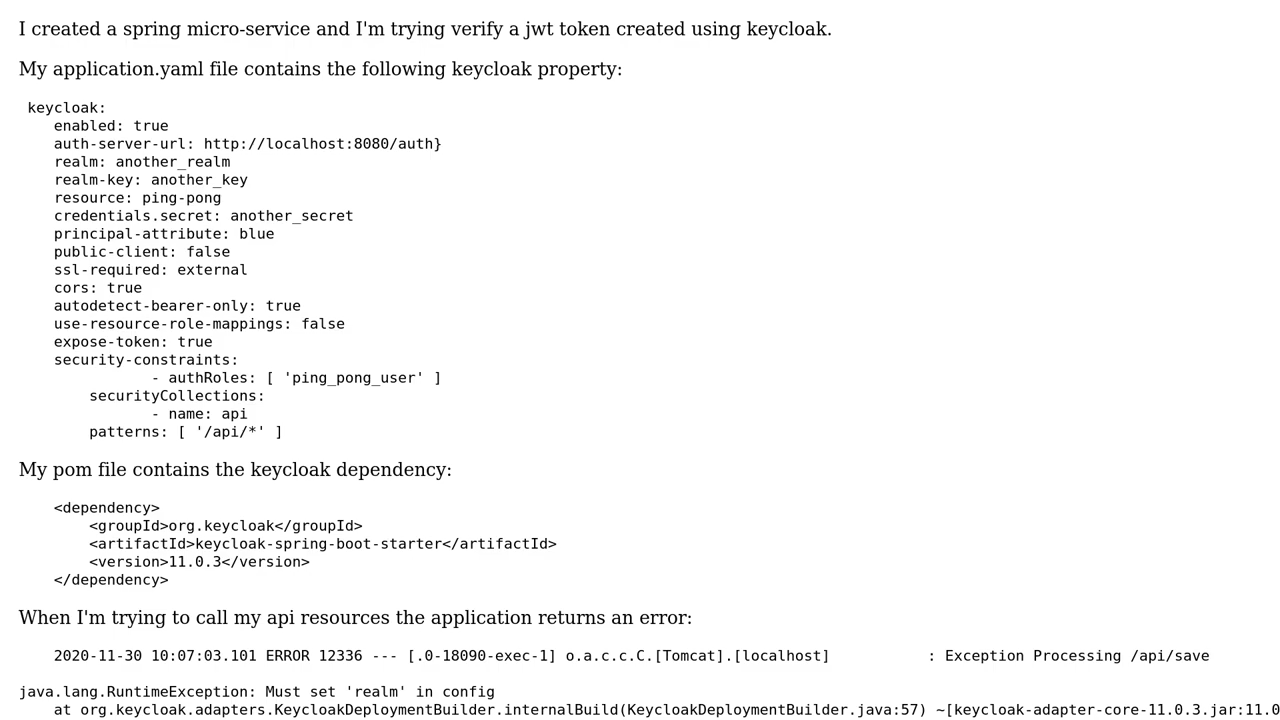 I created a spring micro-service and I'm trying verify a jwt token created using keycloak.
My application.yaml file contains the following keycloak property:
keycloak:
enabled: true
auth-server-url: http://localhost:8080/auth}
realm: another_realm
realm-key: another_key
resource: ping-pong
credentials.secret: another_secret
principal-attribute: blue
public-client: false
ssl-required: external
cors: true
autodetect-bearer-only: true
use-resource-role-mappings: false
expose-token: true
security-constraints:
- authRoles: [ 'ping_pong_user' ]
securityCollections:
- name: api
patterns: [ '/api/*' ]
My pom file contains the keycloak dependency:
<dependency>
<groupId>org.keycloak</groupId>
<artifactId>keycloak-spring-boot-starter</artifactId>
<version>11.0.3</version>
</dependency>
When I'm trying to call my api resources the application returns an error:
2020-11-30 10:07:03.101 ERROR 12336 --- [.0-18090-exec-1] o.a.c.c.C.[Tomcat].[localhost] : Exception Processing /api/save
java.lang.RuntimeException: Must set 'realm' in config
at org.keycloak.adapters.KeycloakDeploymentBuilder.internalBuild(KeycloakDeploymentBuilder.java:57) ~[keycloak-adapter-core-11.0.3.jar:11.0